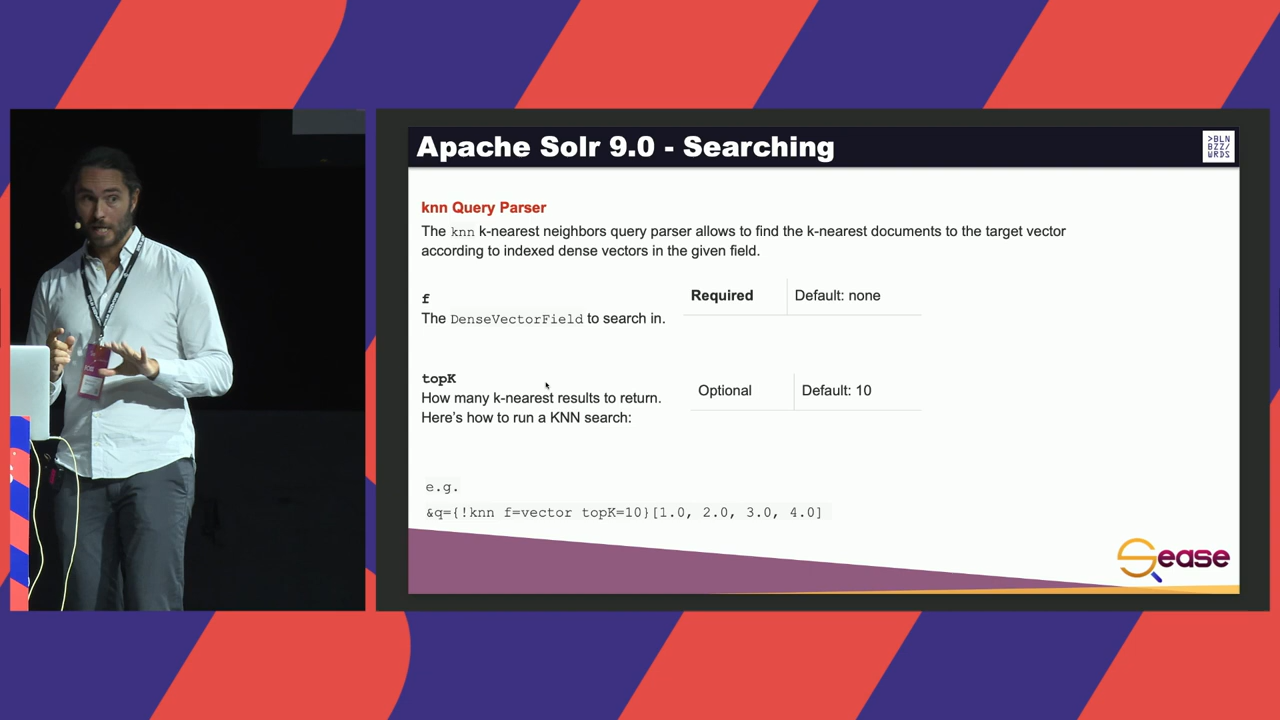 Apache Solr 9.0 - Searching
>BLN
BZZ/
WRDS
knn Query Parser
The knn k-nearest neighbors query parser allows to find the k-nearest documents to the target vector
according to indexed dense vectors in the given field.
f
The DenseVectorField to search in.
Required
Default: none
topK
How many k-nearest results to return.
Here's how to run a KNN search:
Optional
Default: 10
e.g.
&q={!knn f=vector topK=10}[1.0, 2.0, 3.0, 4.0]
Sease